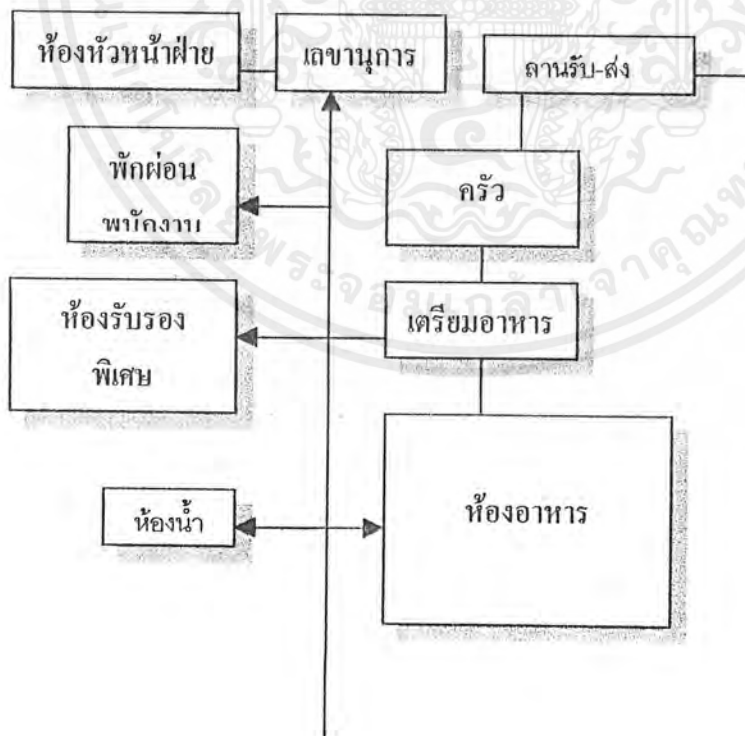 ห้องหัวหน้าฝ่าย
เลขานุการ
ลานรับ-ส่ง
พักผ่อน
พนักงาน
ครัว
ห้องรับรอง
พิเศษ
เตรียมอาหาร
ห้องน้ำ
ห้องอาหาร